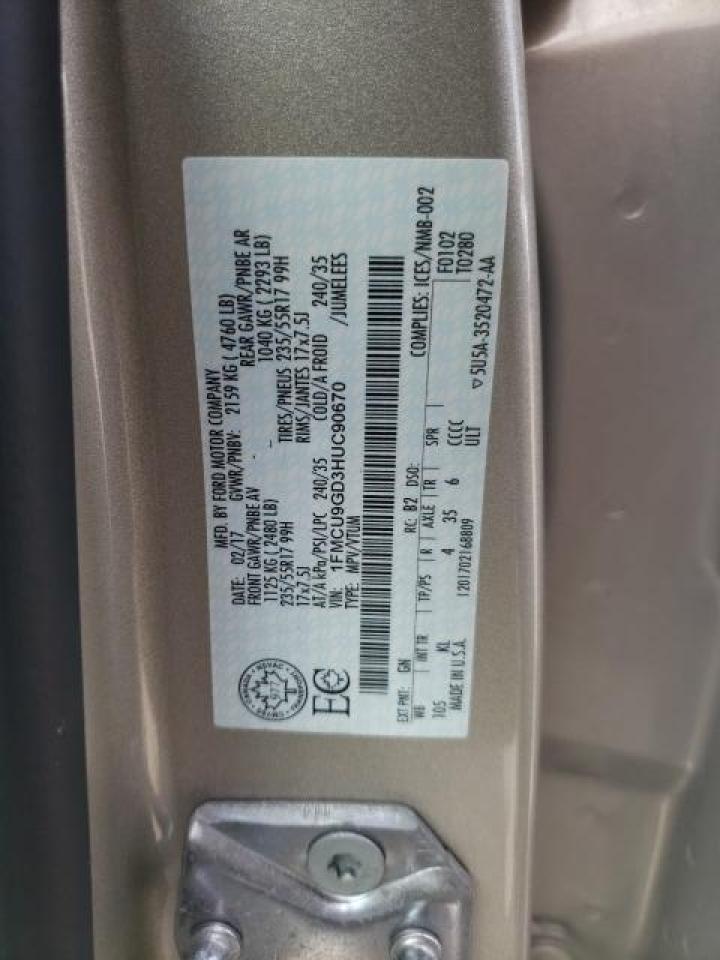 MFD. BY FORD MOTOR COMPANY
DATE: 02/17 GVWR/PNBV: 2159 KG ( 4760 LB)
FRONT GAWR/PNBE AV REAR GAWR/PNBE AR
1125 KG ( 2480 LB) 1040 KG ( 2293 LB)
235/55R17 99H TIRES/PNEUS 235/55R17 99H
17x7.5J RIMS/JANTES 17x7.5J
AT/A kPa/PSI/LPC 240/35 COLD/A FROID 240/35
VIN: 1FMCU9GD3HUC90670 /JUMELEES
TYPE: MPV/VTUM
EC
977
COMPLIES: ICES/NMB-002
EXT PNT: GN RC: B2 DSO: F0102
WB INT TR TP/PS R AXLE TR SPR T0280
105 KL 4 35 6 CCCC
MADE IN U.S.A. 1201702168809 ULT
▽5U5A-3520472-AA